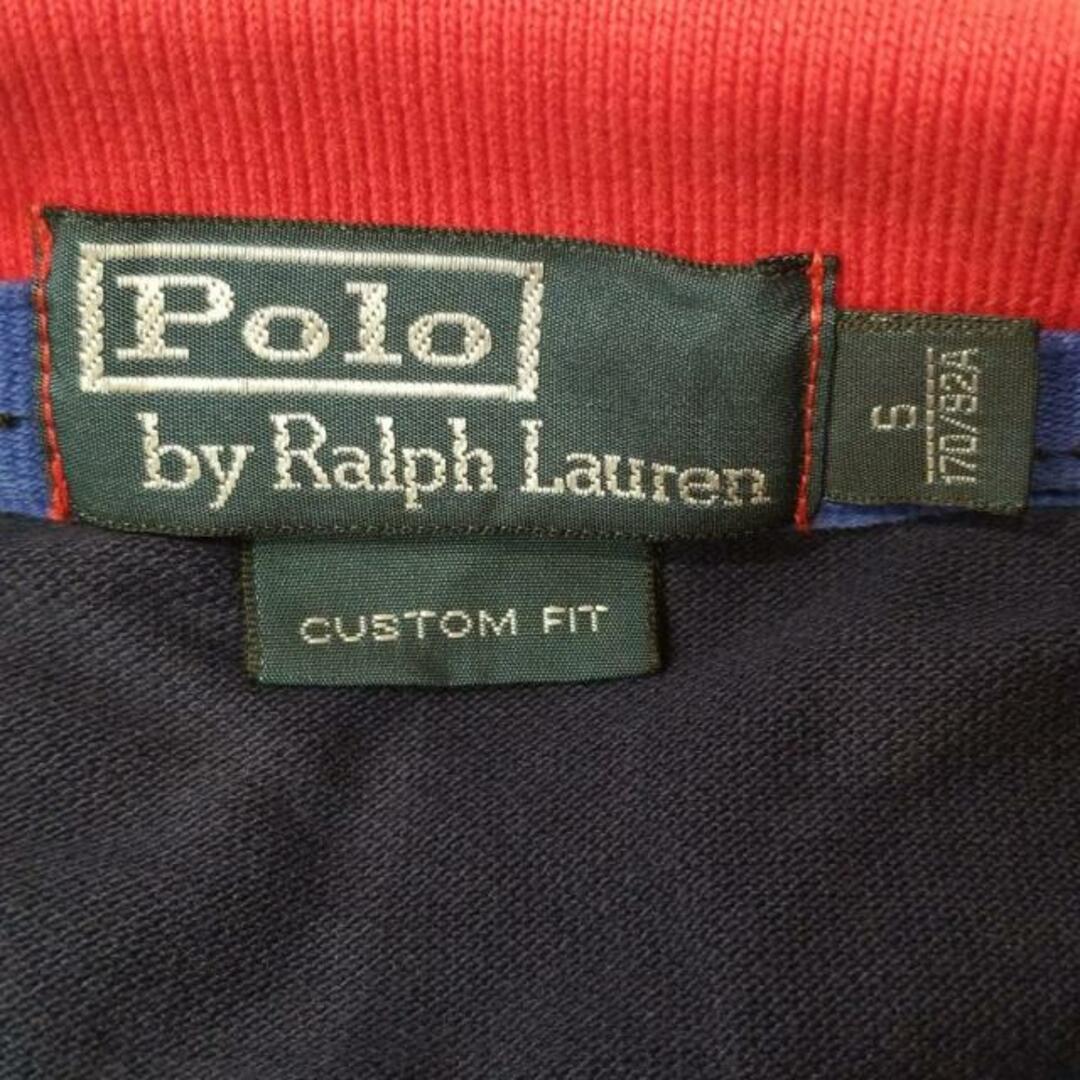 Polo
by Ralph Lauren
S
170/92A
CUSTOM FIT